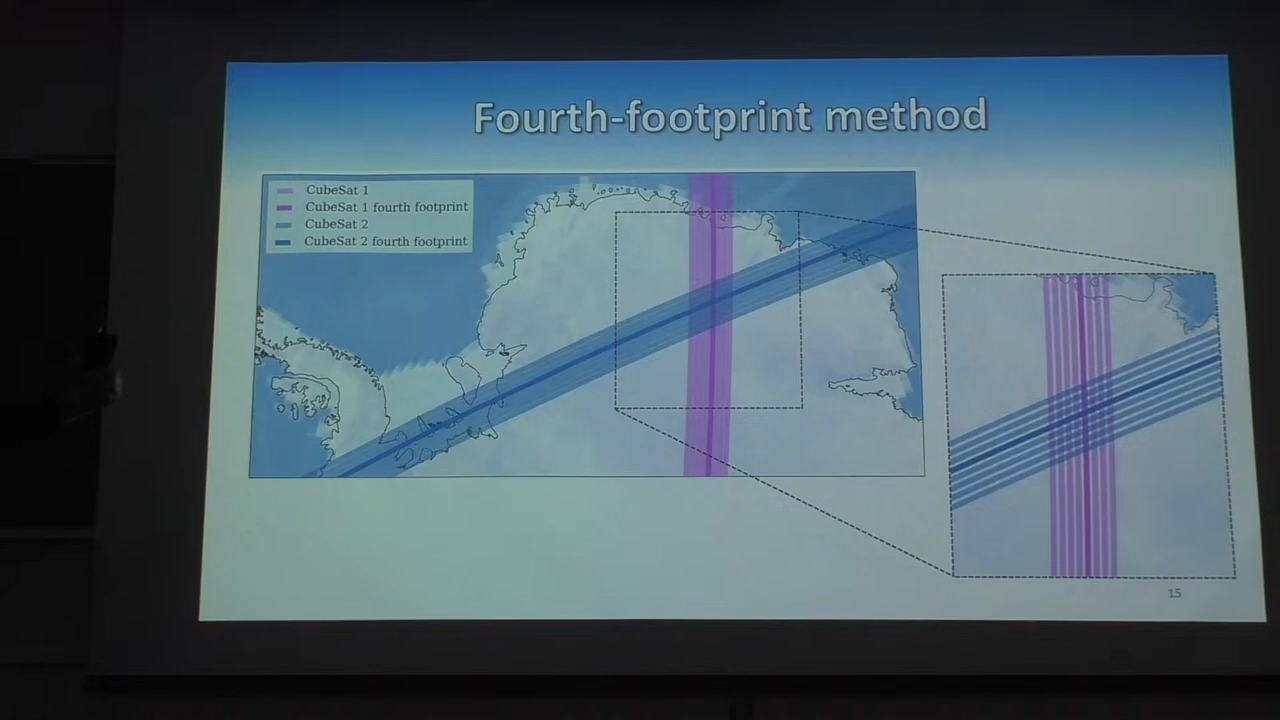 Fourth-footprint method
CubeSat 1
CubeSat 1 fourth footprint
CubeSat 2
CubeSat 2 fourth footprint
15